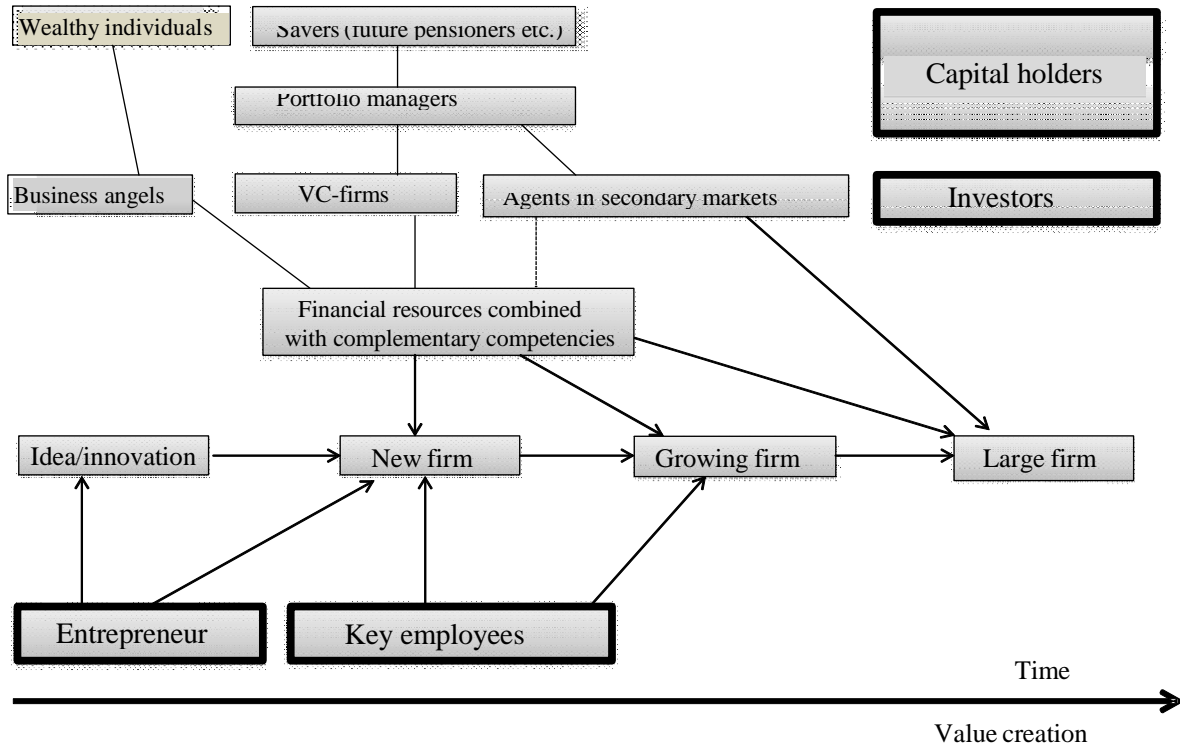 Wealthy individuals
Savers (future pensioners etc.)
Capital holders
Portfolio managers
Business angels
VC-firms
Agents in secondary markets
Investors
Financial resources combined
with complementary competencies
Idea/innovation
New firm
Growing firm
Large firm
Entrepreneur
Key employees
Time
Value creation